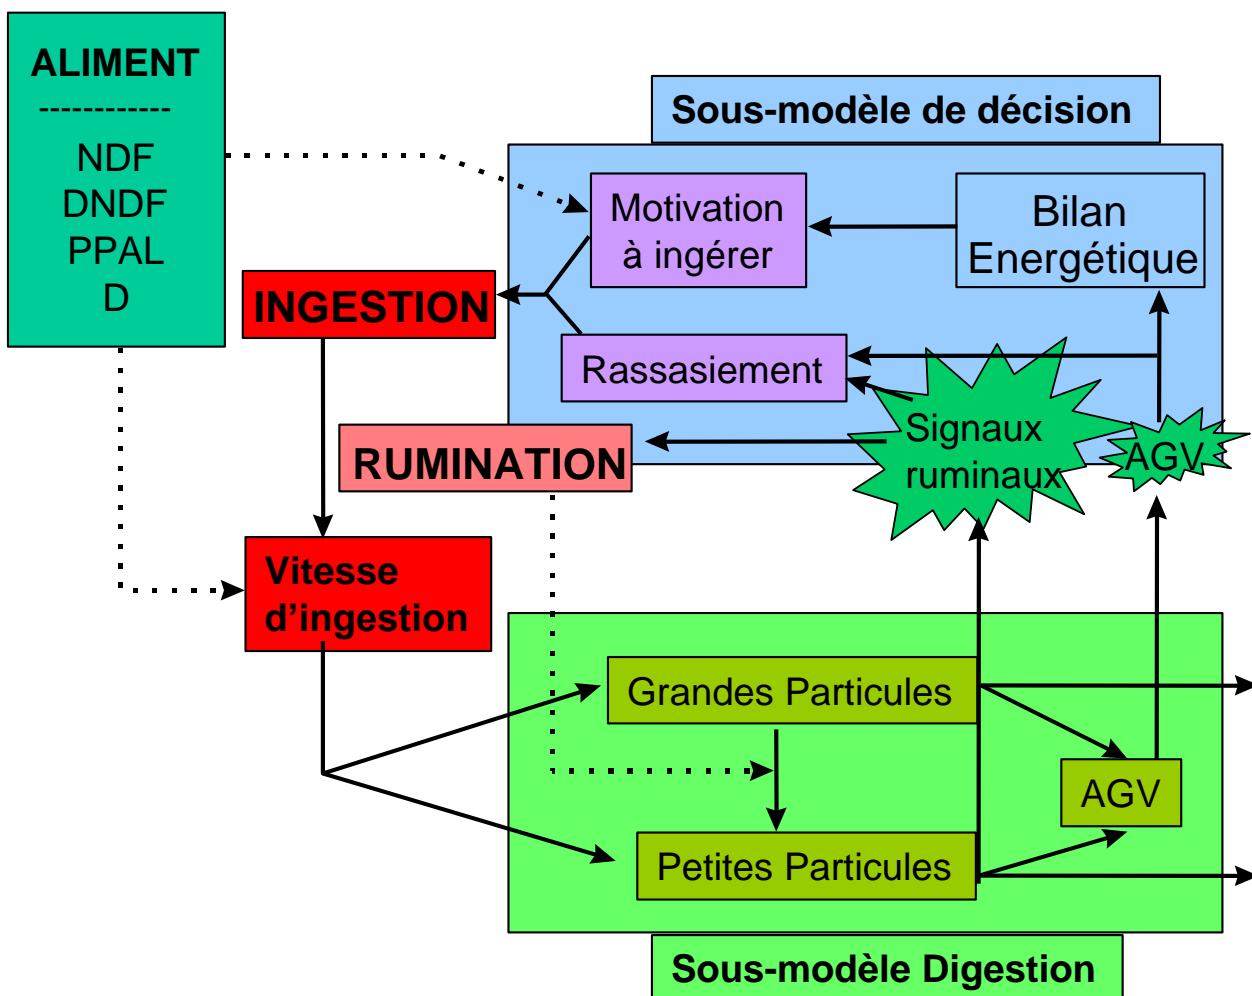 ALIMENT
------------
NDF
DNDF
PPAL
D
Sous-modèle de décision
Motivation
à ingérer
Bilan
Energétique
INGESTION
Rassasiement
RUMINATION
Signaux
ruminaux
AGV
Vitesse
d’ingestion
Grandes Particules
AGV
Petites Particules
Sous-modèle Digestion